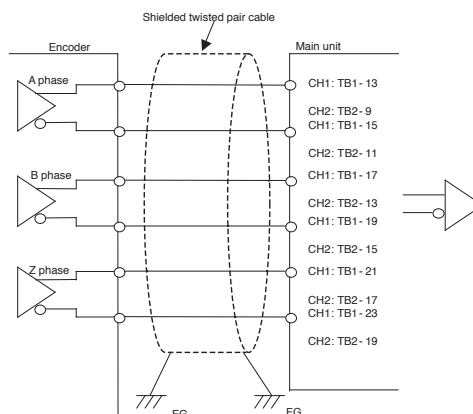 Shielded twisted pair cable
Encoder
Main unit
A phase
CH1: TB1- 13
CH2: TB2- 9
CH1: TB1- 15
CH2: TB2- 11
B phase
CH1: TB1- 17
CH2: TB2- 13
CH1: TB1- 19
CH2: TB2- 15
Z phase
CH1: TB1- 21
CH2: TB2- 17
CH1: TB1- 23
CH2: TB2- 19
FG
FG